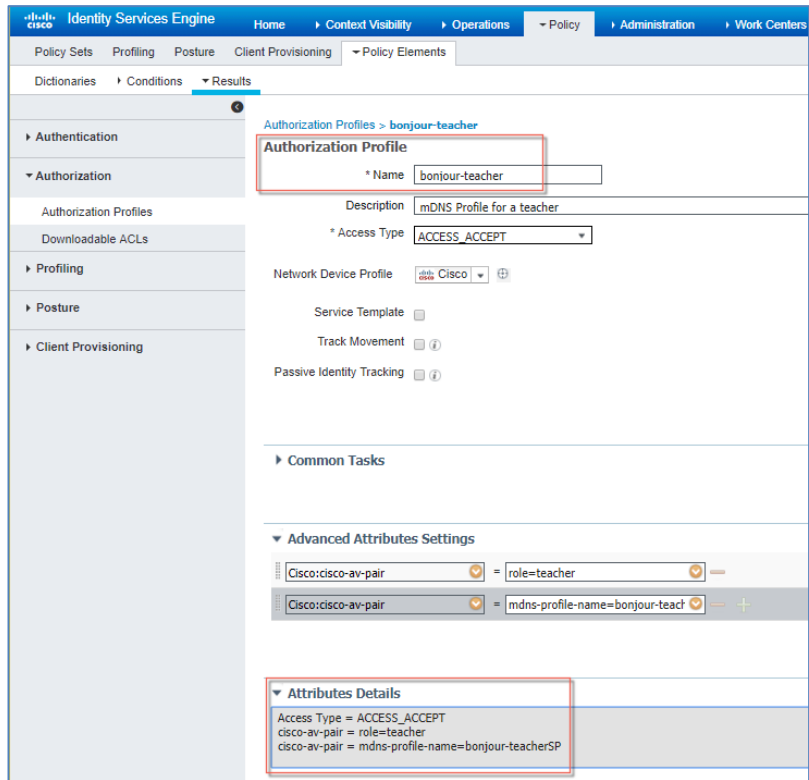 cisco Identity Services Engine Home Context Visibility Operations Policy Administration Work Centers
Policy Sets Profiling Posture Client Provisioning Policy Elements
Dictionaries Conditions Results
Authentication
Authorization
Authorization Profiles
Downloadable ACLs
Profiling
Posture
Client Provisioning
Authorization Profiles > bonjour-teacher
Authorization Profile
* Name bonjour-teacher
Description mDNS Profile for a teacher
* Access Type ACCESS_ACCEPT
Network Device Profile cisco Cisco
Service Template
Track Movement i
Passive Identity Tracking i
Common Tasks
Advanced Attributes Settings
Cisco:cisco-av-pair = role=teacher
Cisco:cisco-av-pair = mdns-profile-name=bonjour-teach
Attributes Details
Access Type = ACCESS_ACCEPT
cisco-av-pair = role=teacher
cisco-av-pair = mdns-profile-name=bonjour-teacherSP